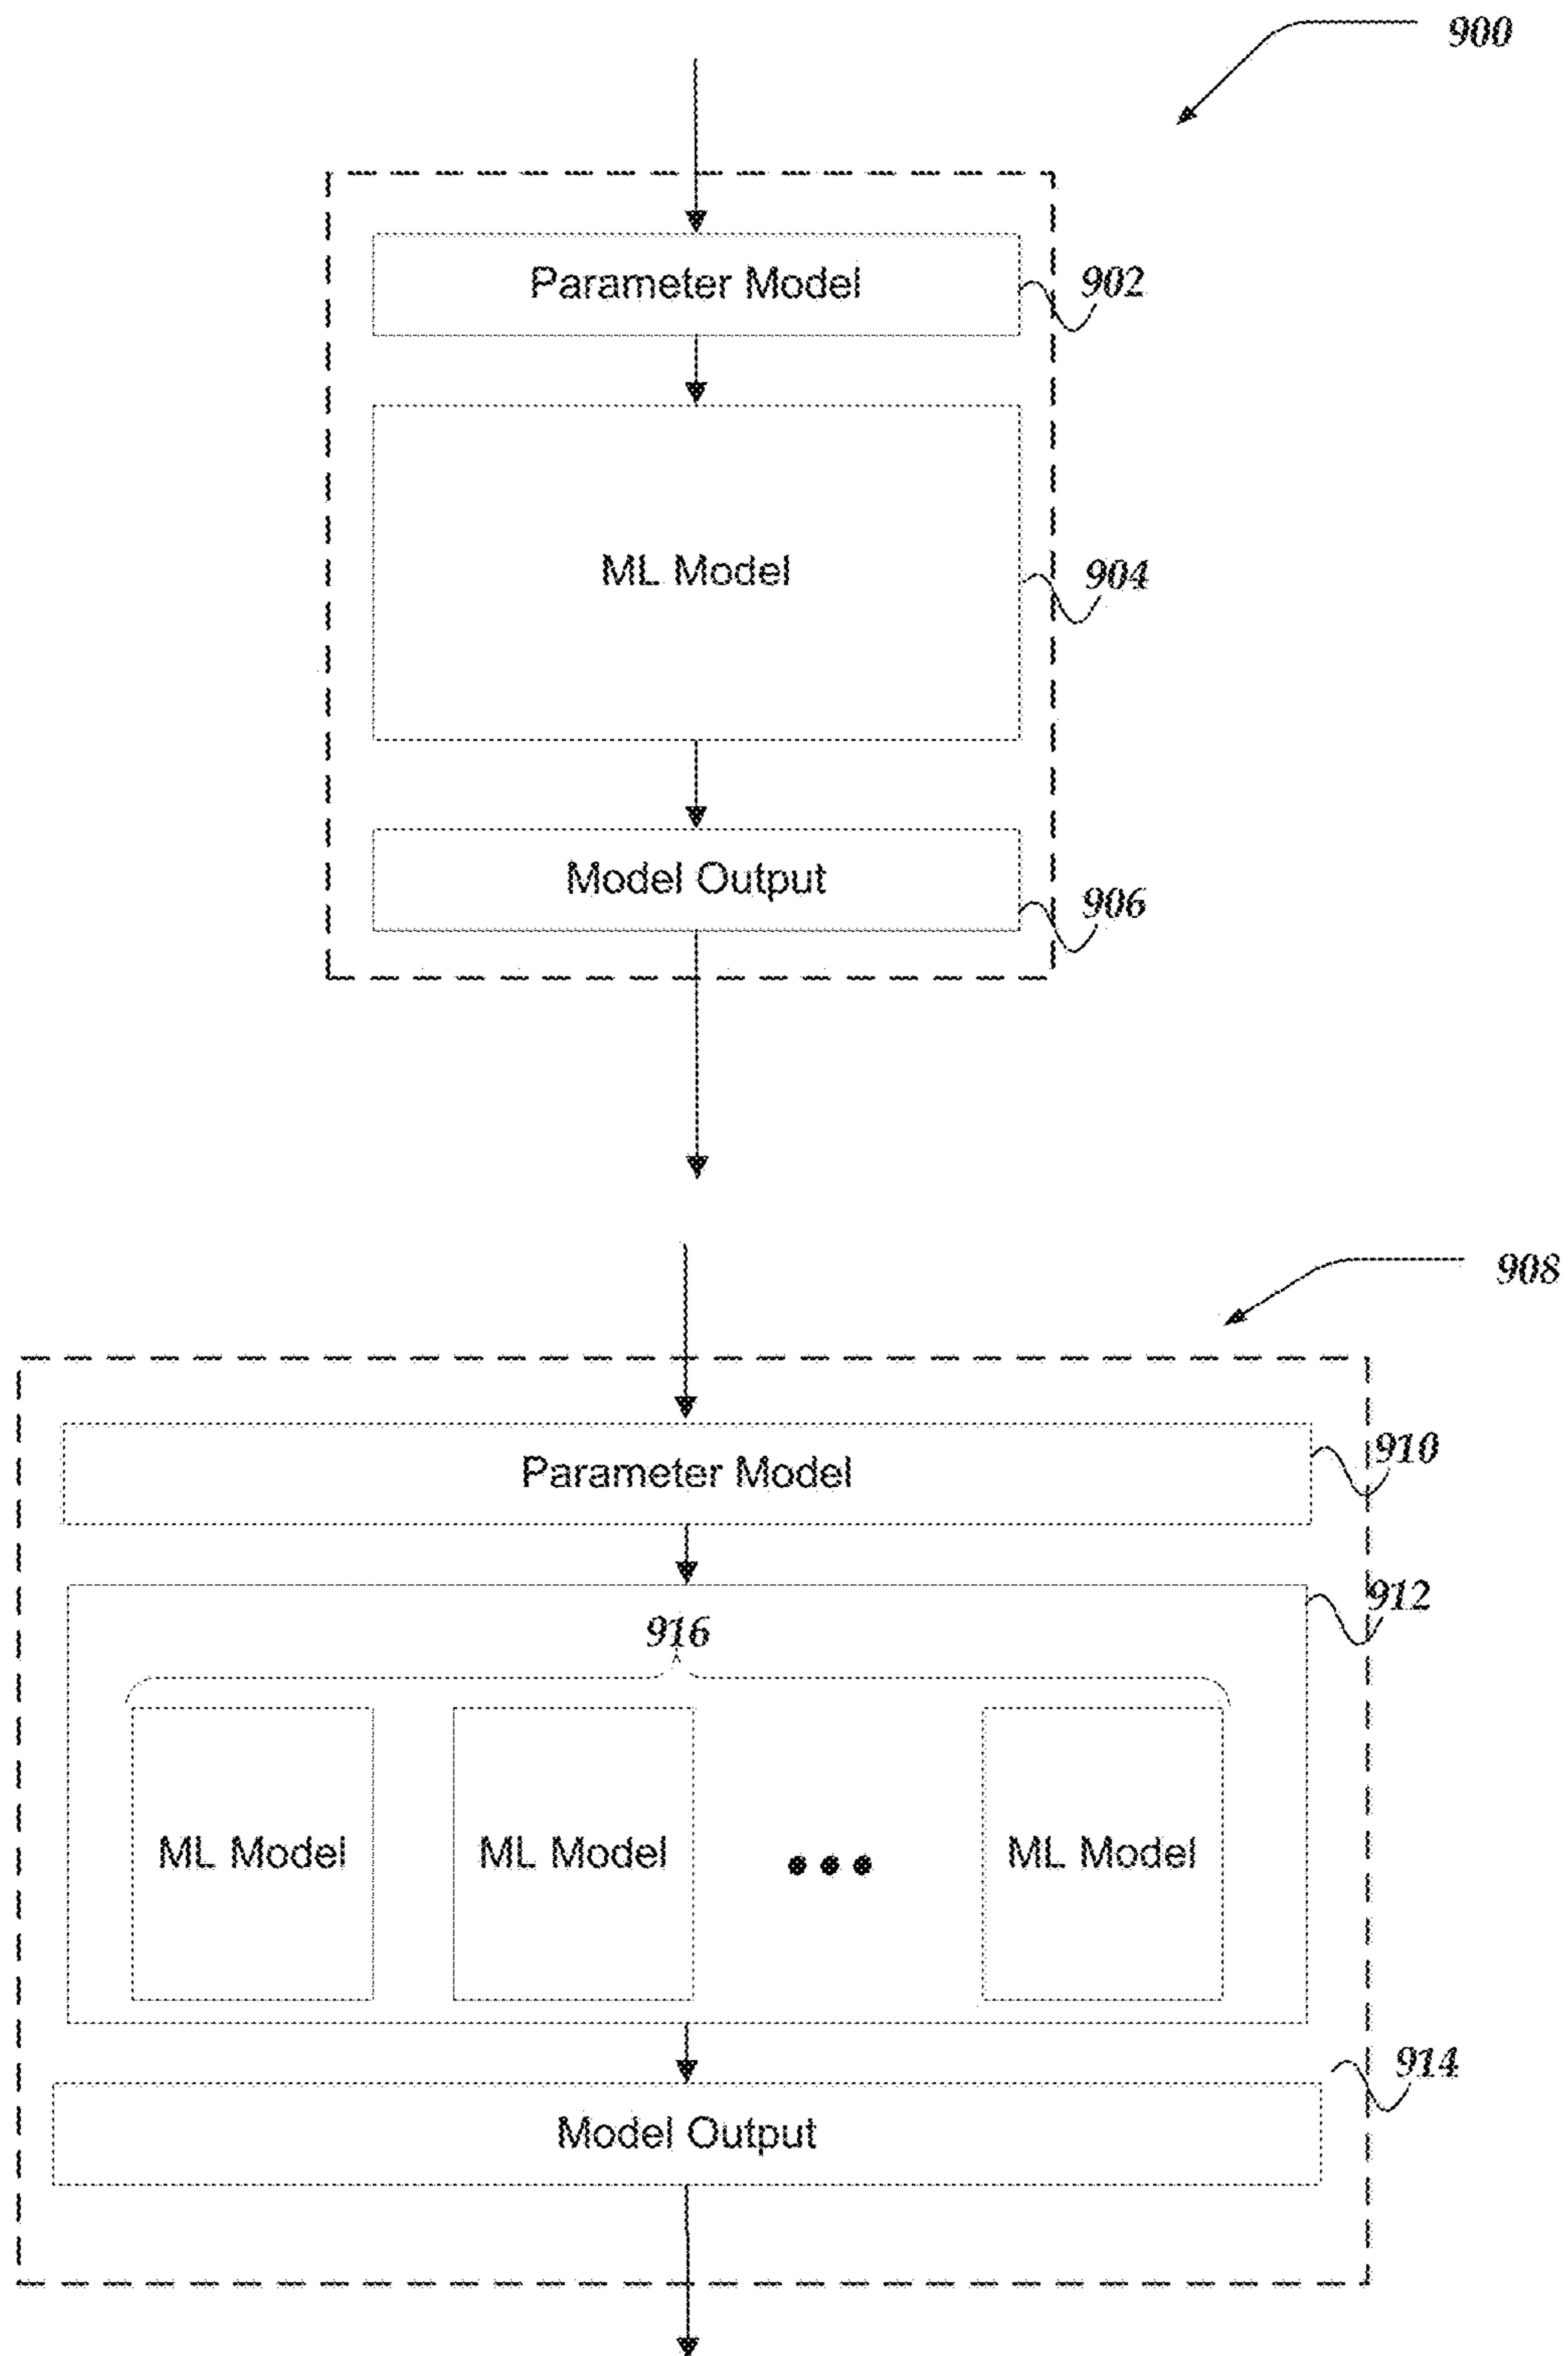 900
Parameter Model
902
ML Model
904
Model Output
906
908
Parameter Model
910
912
916
ML Model
ML Model
ML Model
914
Model Output